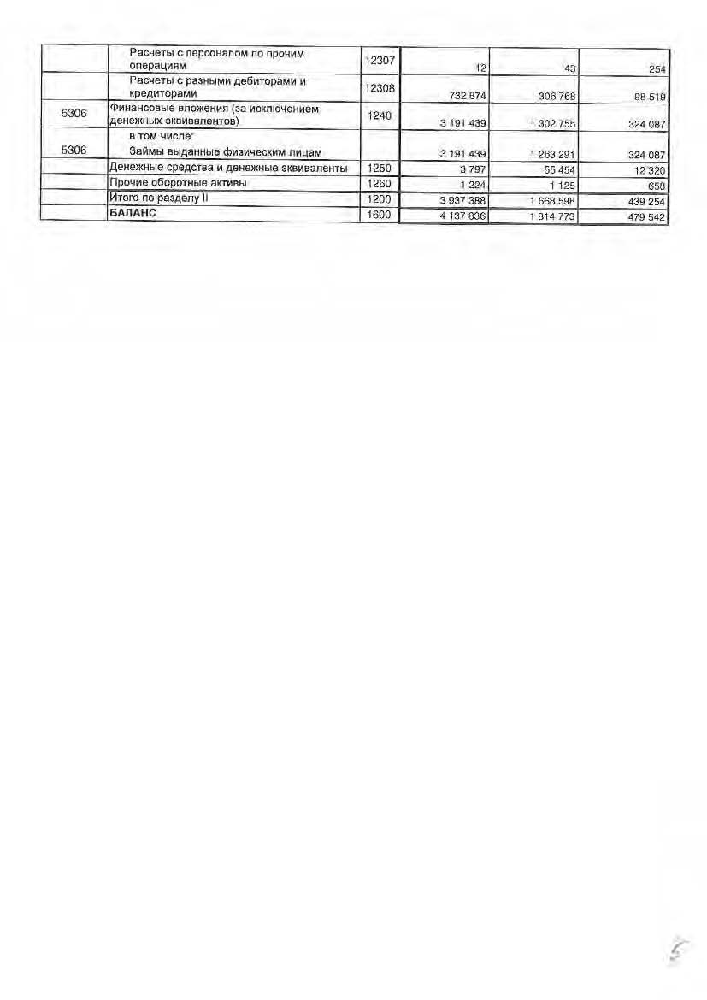 Расчеты с персоналом по прочим
операциям 12307 12 43 254
Расчеты с разными дебиторами и
кредиторами 12308 732 874 306 768 98 519
5306 Финансовые вложения (за исключением
денежных эквивалентов) 1240 3 191 439 1 302 755 324 087
в том числе:
5306 Займы выданные физическим лицам 3 191 439 1 263 291 324 087
Денежные средства и денежные эквиваленты 1250 3 797 55 454 12 320
Прочие оборотные активы 1260 1 224 1 125 658
Итого по разделу II 1200 3 937 388 1 668 598 439 254
БАЛАНС 1600 4 137 836 1 814 773 479 542
5